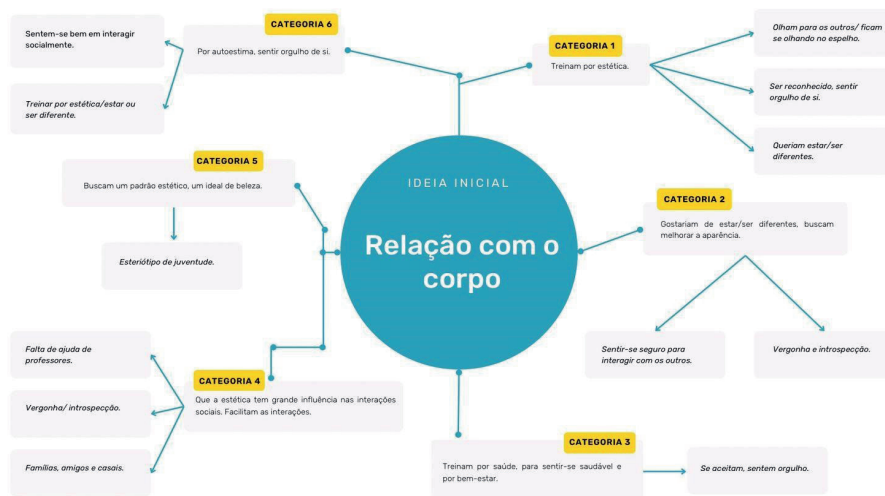 IDEIA INICIAL
Relação com o
corpo
CATEGORIA 1
Treinam por estética.
Olham para os outros/ ficam
se olhando no espelho.
Ser reconhecido, sentir
orgulho de si.
Queriam estar/ser
diferentes.
CATEGORIA 2
Gostariam de estar/ser diferentes, buscam
melhorar a aparência.
Sentir-se seguro para
interagir com os outros.
Vergonha e introspecção.
CATEGORIA 3
Treinam por saúde, para sentir-se saudável e
por bem-estar.
Se aceitam, sentem orgulho.
CATEGORIA 4
Que a estética tem grande influência nas interações
sociais. Facilitam as interações.
Falta de ajuda de
professores.
Vergonha/ introspecção.
Famílias, amigos e casais.
CATEGORIA 5
Buscam um padrão estético, um ideal de beleza.
Esteriótipo de juventude.
CATEGORIA 6
Por autoestima, sentir orgulho de si.
Sentem-se bem em interagir
socialmente.
Treinar por estética/estar ou
ser diferente.